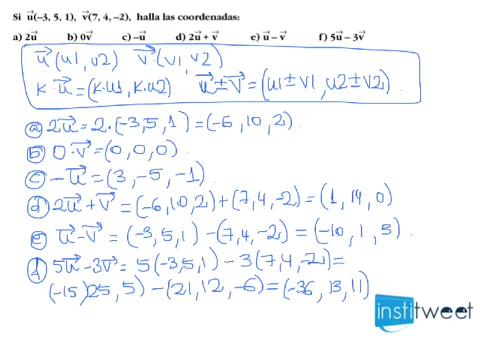 Si u⃗(–3, 5, 1), v⃗(7, 4, –2), halla las coordenadas:
a) 2u⃗ b) 0v⃗ c) –u⃗ d) 2u⃗ + v⃗ e) u⃗ – v⃗ f) 5u⃗ – 3v⃗
u⃗(u1, u2) v⃗(v1, v2)
K·u⃗=(K·u1, K·u2) u⃗±v⃗=(u1±v1, u2±v2)
a) 2u⃗=2·(-3,5,1)=(-6,10,2).
b) 0·v⃗=(0,0,0).
c) -u⃗=(3,-5,-1)
d) 2u⃗+v⃗=(-6,10,2)+(7,4,-2)=(1,14,0)
e) u⃗-v⃗=(-3,5,1)-(7,4,-2)=(-10,1,3).
f) 5u⃗-3v⃗=5(-3,5,1)-3(7,4,-2)=
(-15)25,5)-(21,12,-6)=(-36,13,11)
institweet